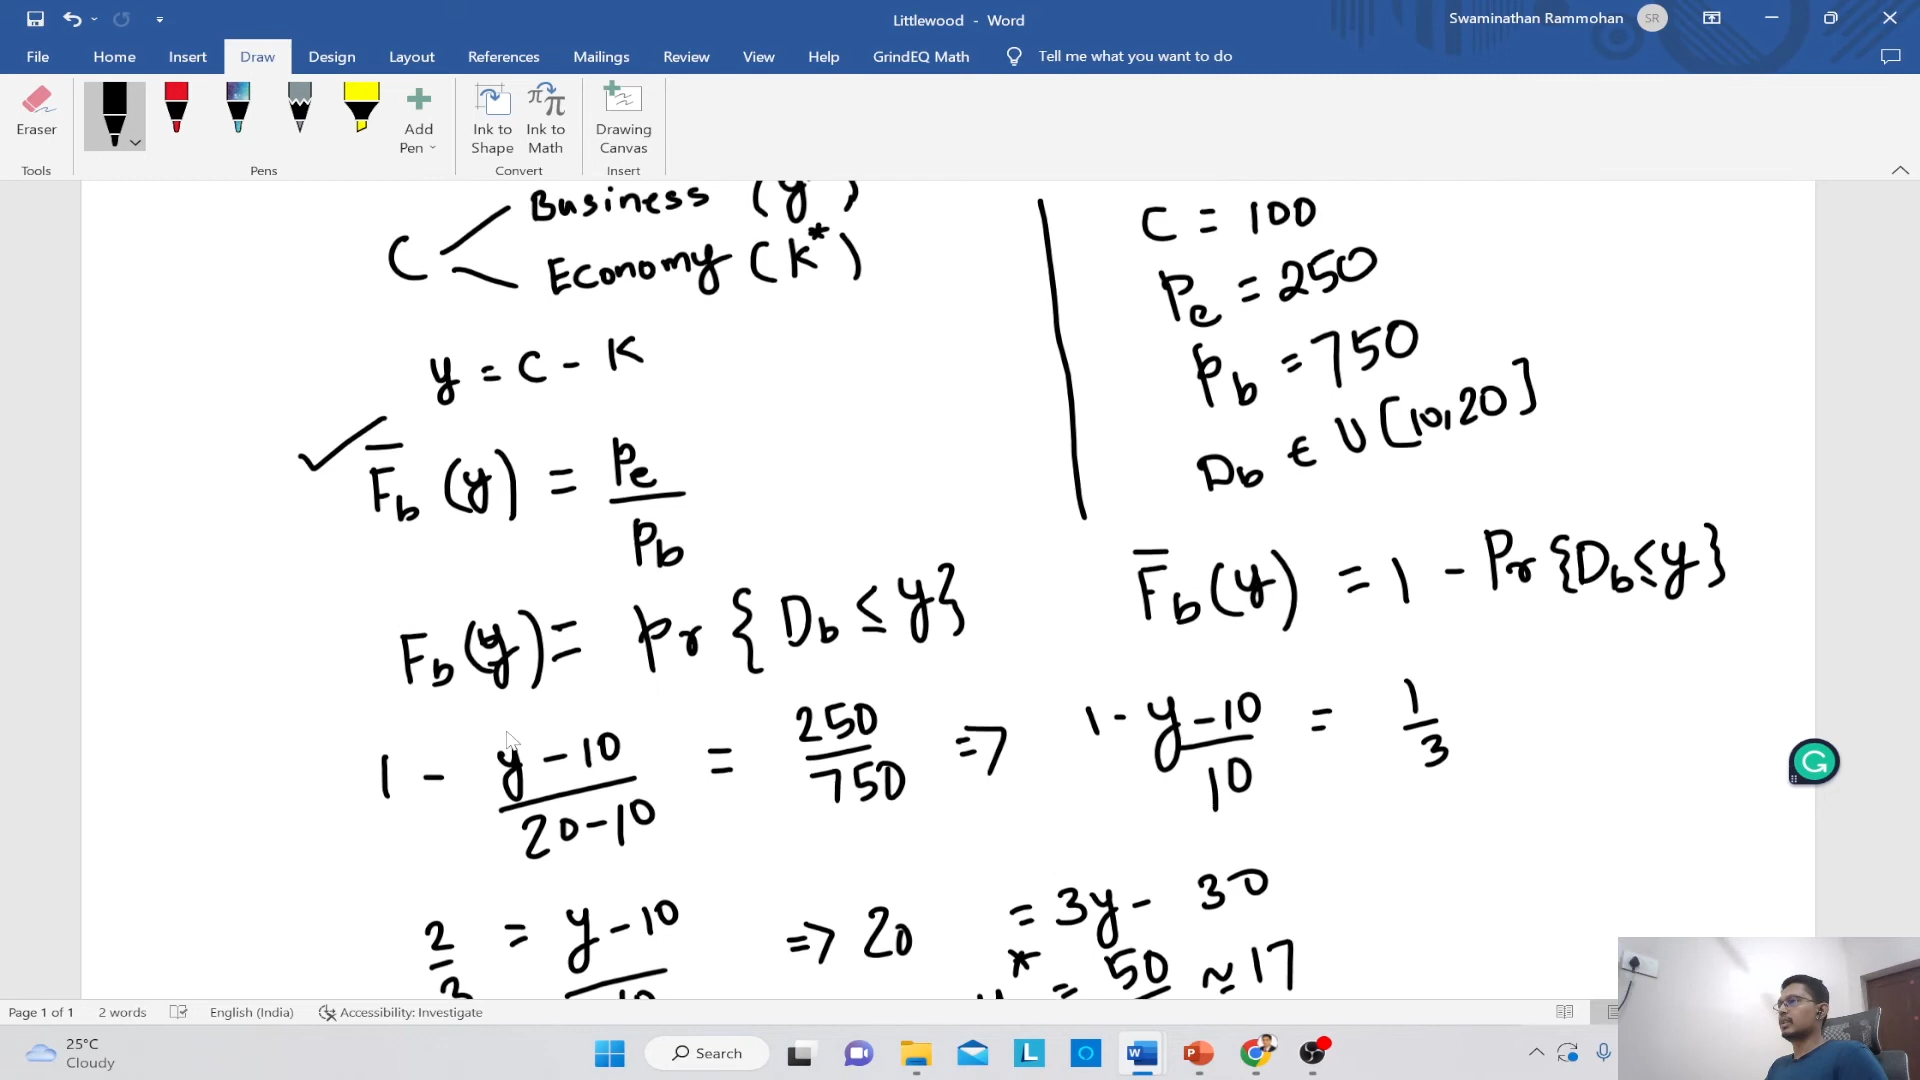 Littlewood - Word
Swaminathan Rammohan
SR
File Home Insert Draw Design Layout References Mailings Review View Help GrindEQ Math Tell me what you want to do
Eraser
Add Pen
Ink to Shape
Ink to Math
Drawing Canvas
Tools
Pens
Convert
Insert
Business (y*)
C
Economy (K*)
y = C - K
C = 100
Pe = 250
Pb = 750
Db ∈ U[10,20]
F̅b(y) = Pe/Pb
F̅b(y) = 1 - Pr{Db≤y}
Fb(y) = Pr{Db ≤ y}
1 - (y-10)/(20-10) = 250/750 => 1 - (y-10)/10 = 1/3
2/3 = (y-10)/10 => 20 = 3y - 30
y* = 50 ≈ 17
Page 1 of 1 2 words English (India) Accessibility: Investigate
25°C
Cloudy
Search